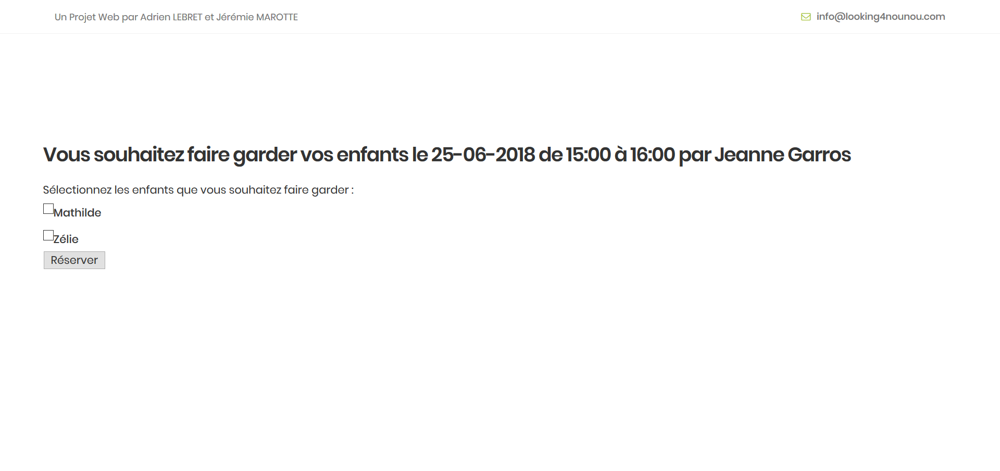 Un Projet Web par Adrien LEBRET et Jérémie MAROTTE
info@looking4nounou.com
Vous souhaitez faire garder vos enfants le 25-06-2018 de 15:00 à 16:00 par Jeanne Garros
Sélectionnez les enfants que vous souhaitez faire garder :
Mathilde
Zélie
Réserver